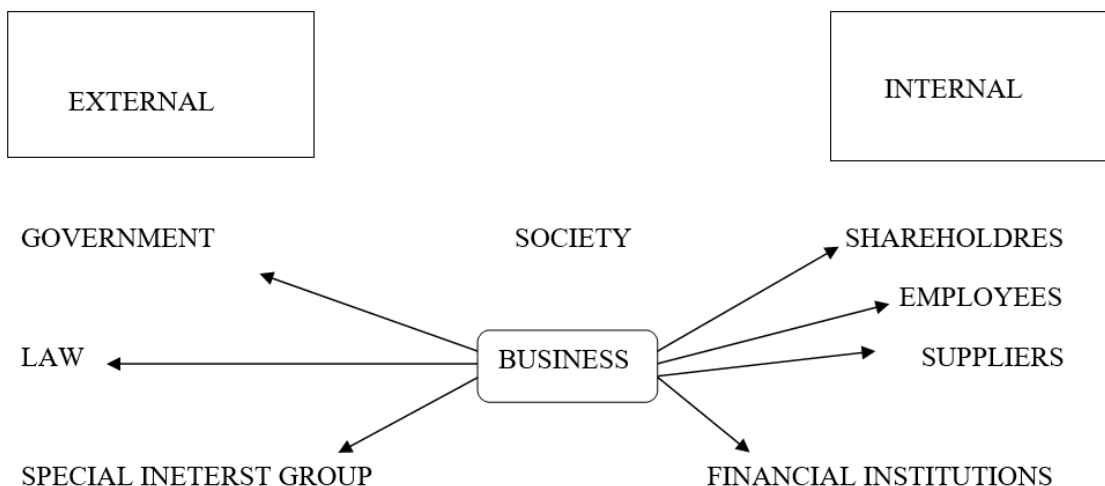 EXTERNAL
INTERNAL
GOVERNMENT
SOCIETY
SHAREHOLDRES
EMPLOYEES
LAW
BUSINESS
SUPPLIERS
SPECIAL INETERST GROUP
FINANCIAL INSTITUTIONS